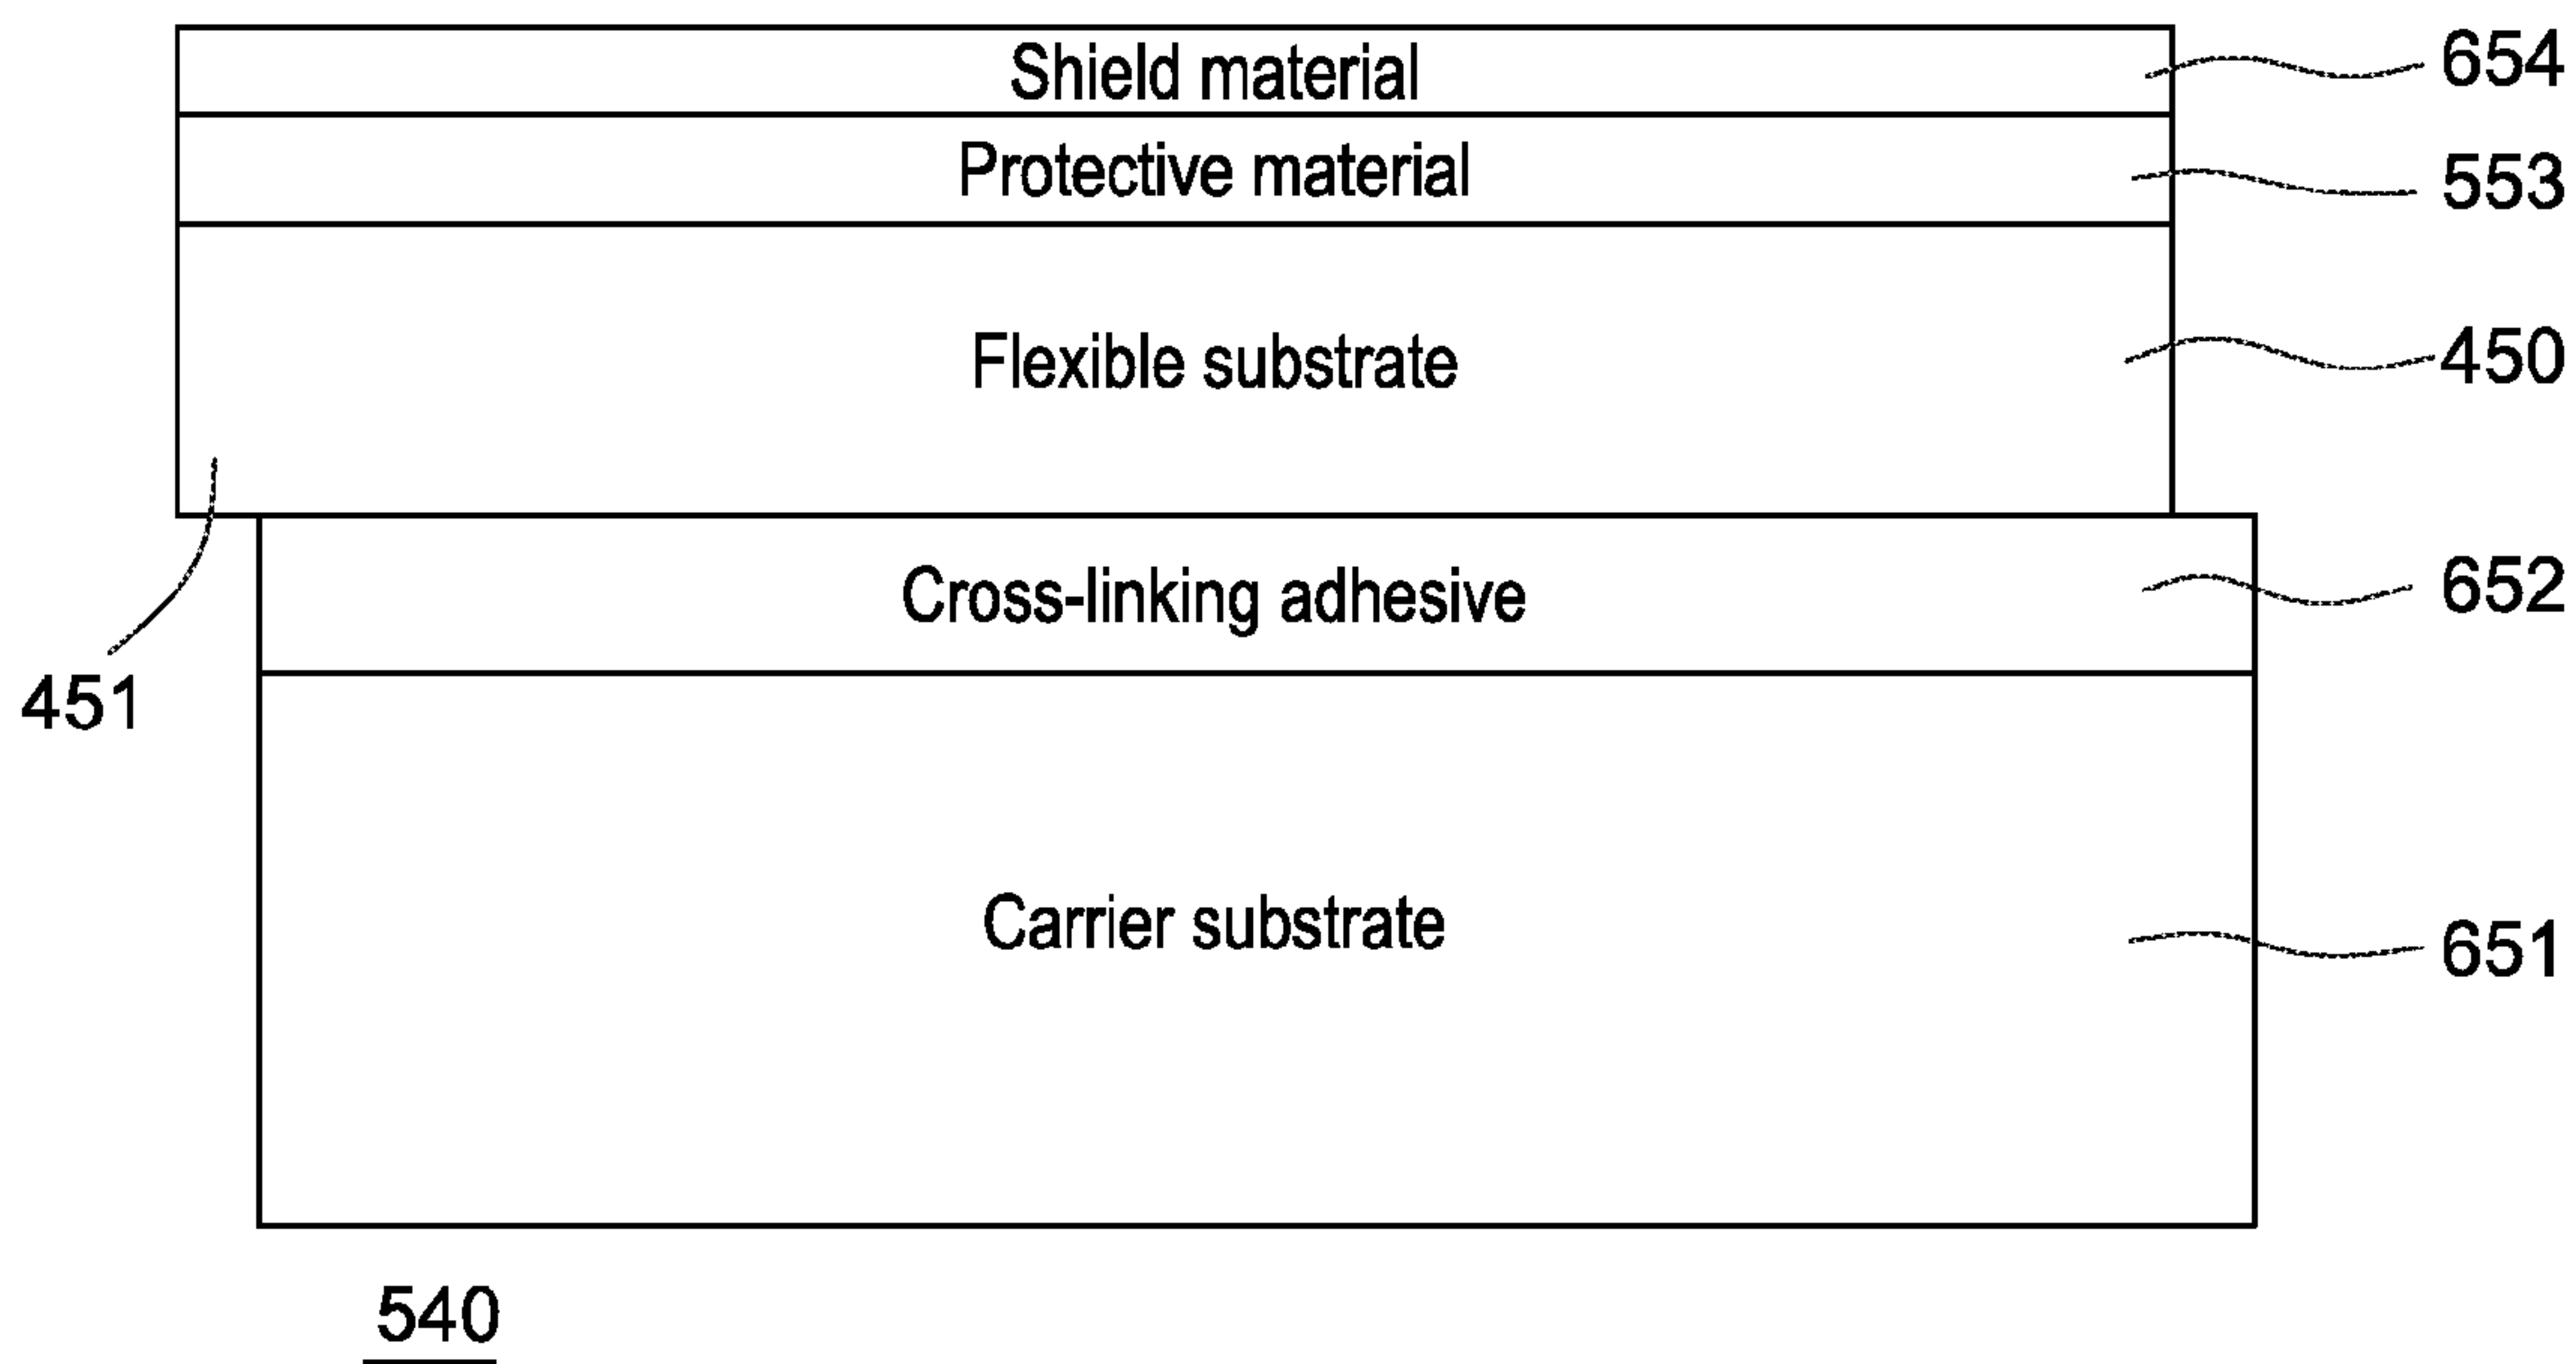 Shield material
654
Protective material
553
Flexible substrate
450
Cross-linking adhesive
652
451
Carrier substrate
651
540